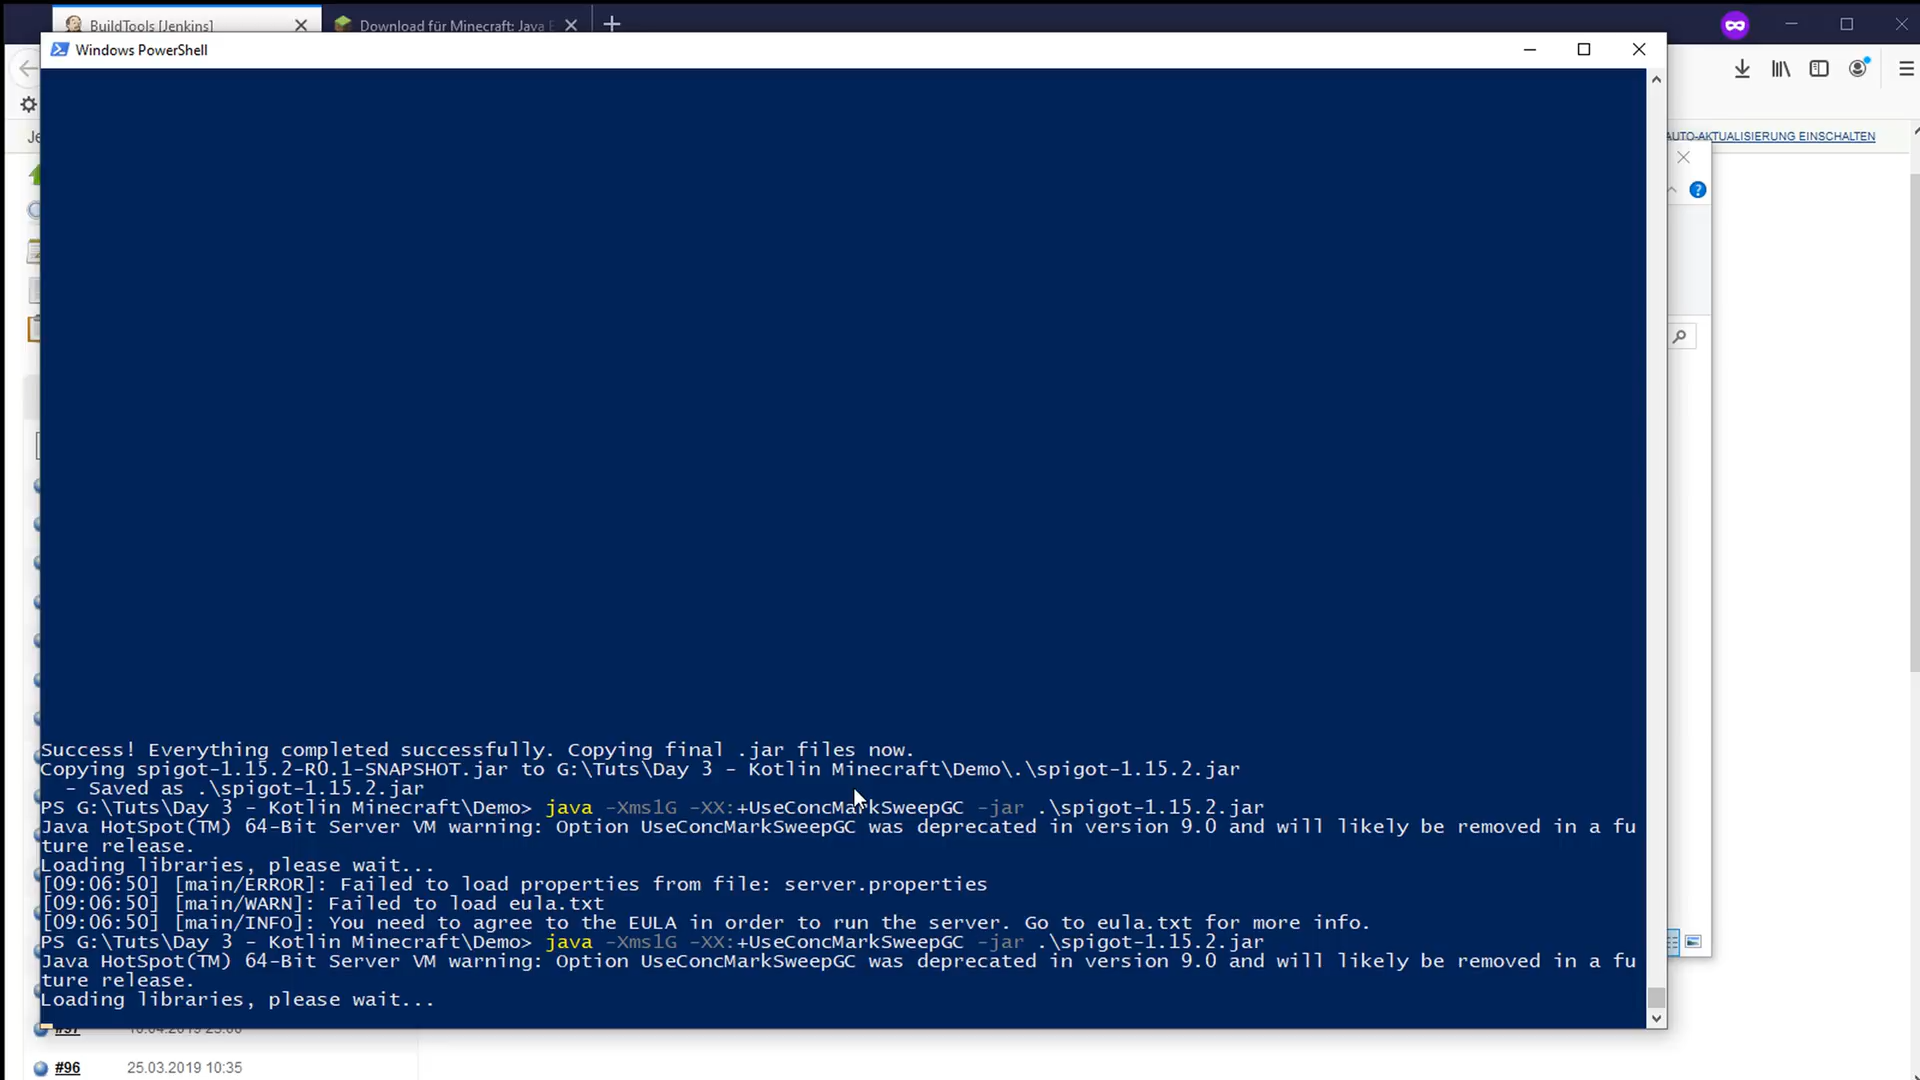 BuildTools [Jenkins]
Download für Minecraft: Java E
Windows PowerShell
Je
AUTO-AKTUALISIERUNG EINSCHALTEN
Success! Everything completed successfully. Copying final .jar files now.
Copying spigot-1.15.2-R0.1-SNAPSHOT.jar to G:\Tuts\Day 3 - Kotlin Minecraft\Demo\.\spigot-1.15.2.jar
- Saved as .\spigot-1.15.2.jar
PS G:\Tuts\Day 3 - Kotlin Minecraft\Demo> java -Xms1G -XX:+UseConcMarkSweepGC -jar .\spigot-1.15.2.jar
Java HotSpot(TM) 64-Bit Server VM warning: Option UseConcMarkSweepGC was deprecated in version 9.0 and will likely be removed in a fu
ture release.
Loading libraries, please wait...
[09:06:50] [main/ERROR]: Failed to load properties from file: server.properties
[09:06:50] [main/WARN]: Failed to load eula.txt
[09:06:50] [main/INFO]: You need to agree to the EULA in order to run the server. Go to eula.txt for more info.
PS G:\Tuts\Day 3 - Kotlin Minecraft\Demo> java -Xms1G -XX:+UseConcMarkSweepGC -jar .\spigot-1.15.2.jar
Java HotSpot(TM) 64-Bit Server VM warning: Option UseConcMarkSweepGC was deprecated in version 9.0 and will likely be removed in a fu
ture release.
Loading libraries, please wait...
#96 25.03.2019 10:35